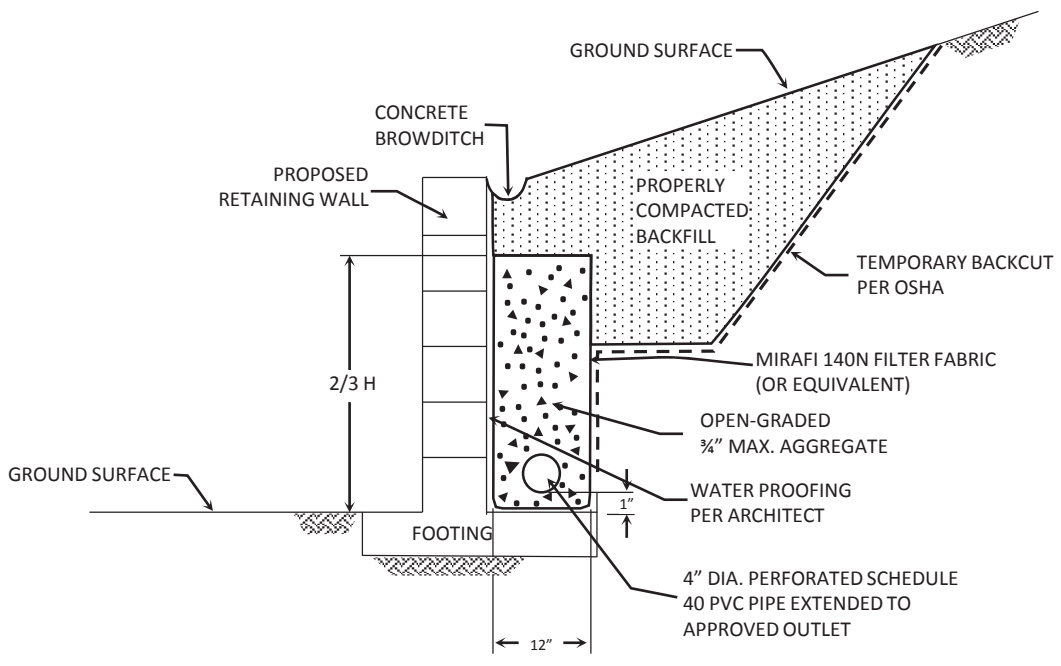 GROUND SURFACE
CONCRETE
BROWDITCH
PROPOSED
RETAINING WALL
PROPERLY
COMPACTED
BACKFILL
TEMPORARY BACKCUT
PER OSHA
MIRAFI 140N FILTER FABRIC
(OR EQUIVALENT)
2/3 H
OPEN-GRADED
¾” MAX. AGGREGATE
GROUND SURFACE
WATER PROOFING
PER ARCHITECT
1”
FOOTING
4” DIA. PERFORATED SCHEDULE
40 PVC PIPE EXTENDED TO
APPROVED OUTLET
12”